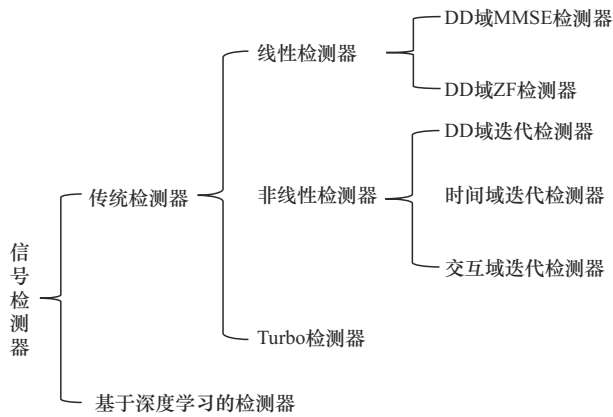 信号检测器
传统检测器
线性检测器
DD域MMSE检测器
DD域ZF检测器
非线性检测器
DD域迭代检测器
时间域迭代检测器
交互域迭代检测器
Turbo检测器
基于深度学习的检测器